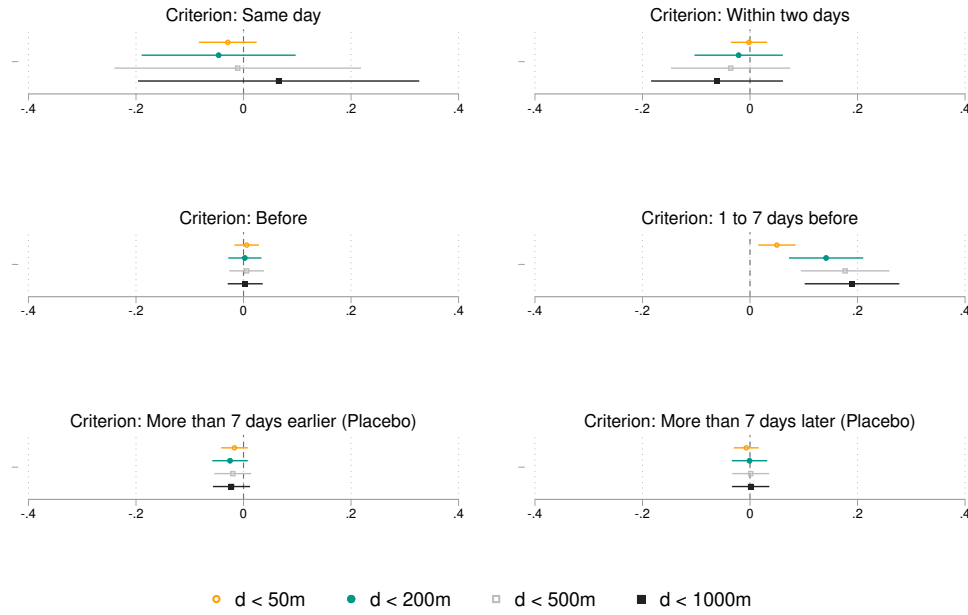 Criterion: Same day
-.4 -.2 0 .2 .4
Criterion: Within two days
-.4 -.2 0 .2 .4
Criterion: Before
-.4 -.2 0 .2 .4
Criterion: 1 to 7 days before
-.4 -.2 0 .2 .4
Criterion: More than 7 days earlier (Placebo)
-.4 -.2 0 .2 .4
Criterion: More than 7 days later (Placebo)
-.4 -.2 0 .2 .4
d < 50m d < 200m d < 500m d < 1000m